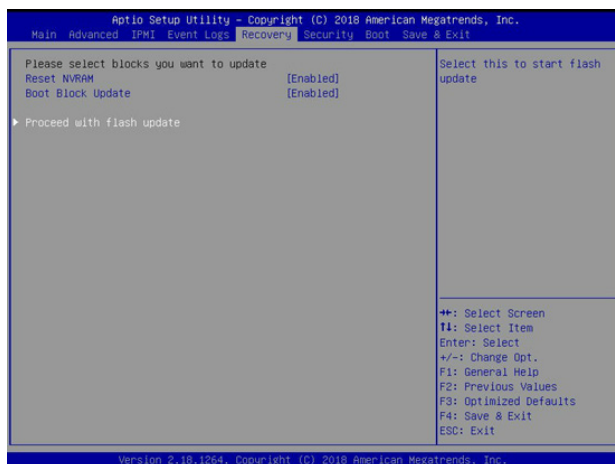 Aptio Setup Utility – Copyright (C) 2018 American Megatrends, Inc.
Main Advanced IPMI Event Logs Recovery Security Boot Save & Exit
Please select blocks you want to update
Reset NVRAM [Enabled]
Boot Block Update [Enabled]
Proceed with flash update
Select this to start flash
update
→←: Select Screen
↑↓: Select Item
Enter: Select
+/-: Change Opt.
F1: General Help
F2: Previous Values
F3: Optimized Defaults
F4: Save & Exit
ESC: Exit
Version 2.18.1264. Copyright (C) 2018 American Megatrends, Inc.